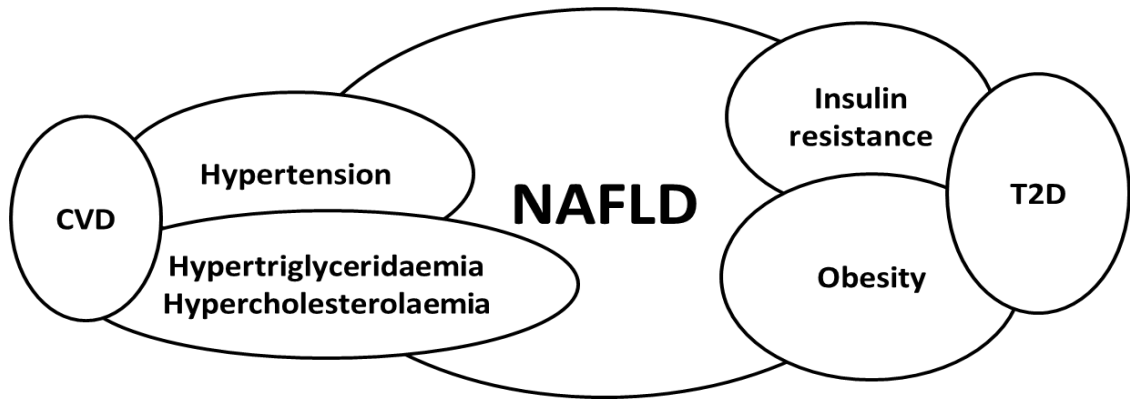 CVD
Hypertension
Hypertriglyceridaemia
Hypercholesterolaemia
NAFLD
Insulin
resistance
Obesity
T2D